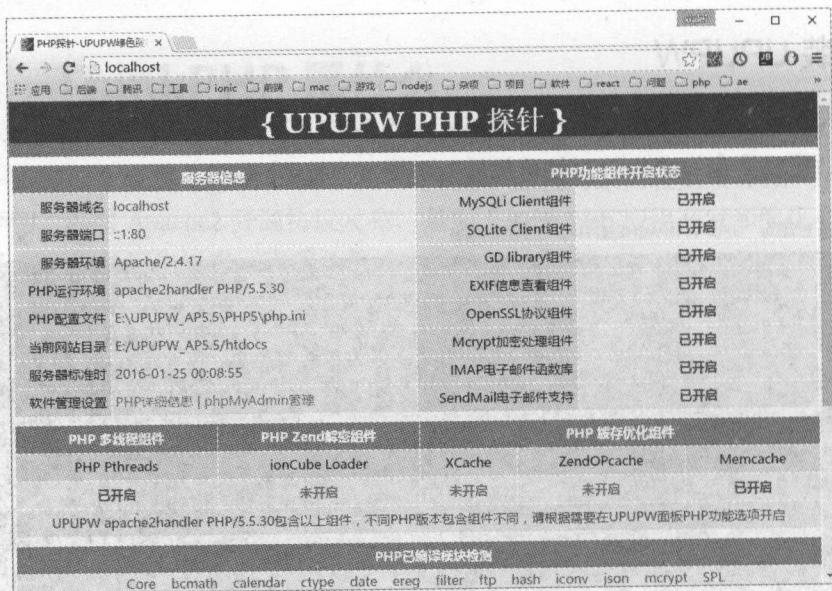 PHP探针-UPUPW绿色版 ×
localhost
应用 后端 腾讯 工具 ionic 前端 mac 游戏 nodejs 杂项 项目 软件 react 问题 php ae »
{ UPUPW PHP 探针 }
服务器信息
服务器域名 localhost
服务器端口 ::1:80
服务器环境 Apache/2.4.17
PHP运行环境 apache2handler PHP/5.5.30
PHP配置文件 E:\UPUPW_AP5.5\PHP5\php.ini
当前网站目录 E:/UPUPW_AP5.5/htdocs
服务器标准时 2016-01-25 00:08:55
软件管理设置 PHP详细信息 | phpMyAdmin管理
PHP功能组件开启状态
MySQLi Client组件 已开启
SQLite Client组件 已开启
GD library组件 已开启
EXIF信息查看组件 已开启
OpenSSL协议组件 已开启
Mcrypt加密处理组件 已开启
IMAP电子邮件函数库 已开启
SendMail电子邮件支持 已开启
PHP 多线程组件 PHP Zend解密组件 PHP 缓存优化组件
PHP Pthreads ionCube Loader XCache ZendOPcache Memcache
已开启 未开启 未开启 未开启 已开启
UPUPW apache2handler PHP/5.5.30包含以上组件，不同PHP版本包含组件不同，请根据需要在UPUPW面板PHP功能选项开启
PHP已编译模块检测
Core bcmath calendar ctype date ereg filter ftp hash iconv json mcrypt SPL